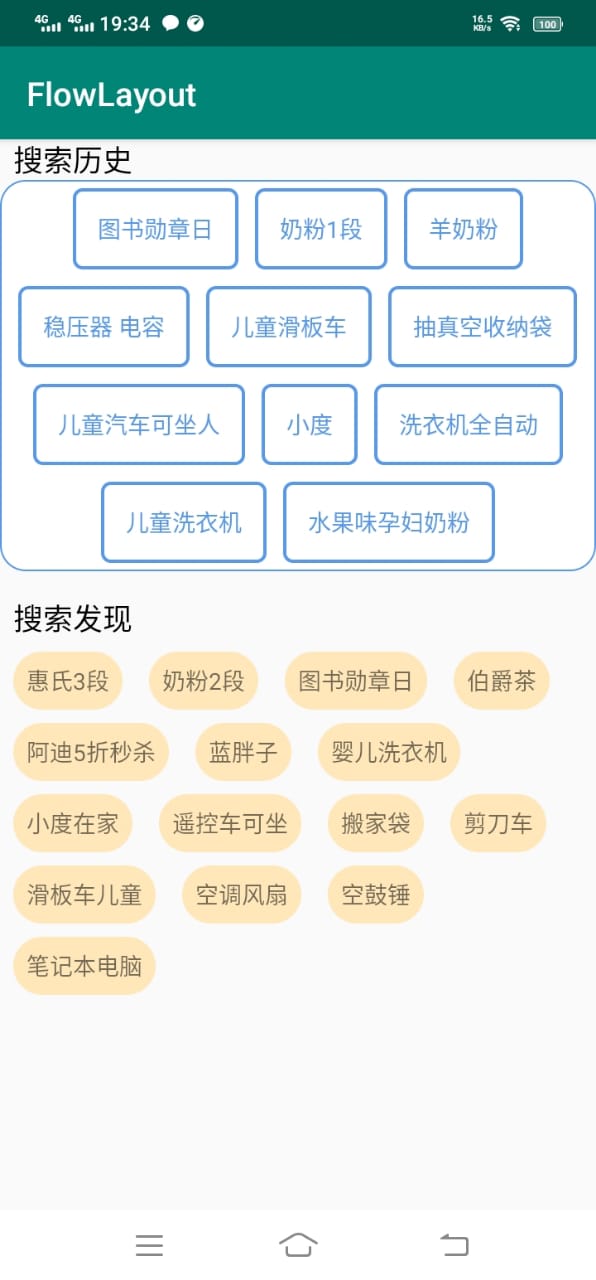 4G 4G 19:34 16.5 KB/s 100
FlowLayout
搜索历史
图书勋章日 奶粉1段 羊奶粉
稳压器 电容 儿童滑板车 抽真空收纳袋
儿童汽车可坐人 小度 洗衣机全自动
儿童洗衣机 水果味孕妇奶粉
搜索发现
惠氏3段 奶粉2段 图书勋章日 伯爵茶
阿迪5折秒杀 蓝胖子 婴儿洗衣机
小度在家 遥控车可坐 搬家袋 剪刀车
滑板车儿童 空调风扇 空鼓锤
笔记本电脑